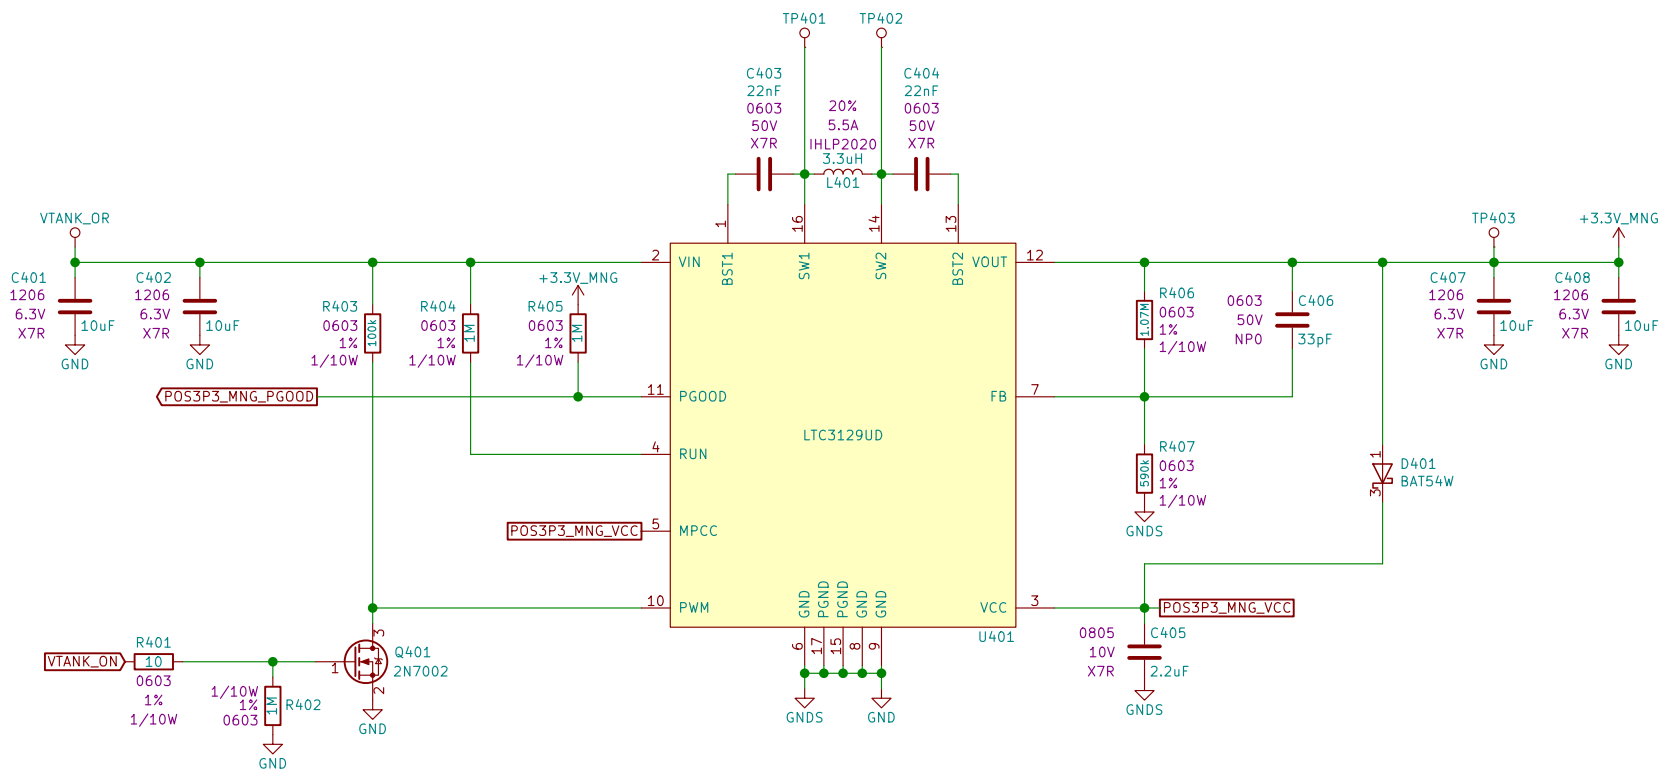 TP401
TP402
C403
22nF
0603
50V
X7R
20%
5.5A
IHLP2020
3.3uH
L401
C404
22nF
0603
50V
X7R
VTANK_OR
TP403
+3.3V_MNG
1
16
14
13
C401
1206
6.3V
X7R
10uF
GND
C402
1206
6.3V
X7R
10uF
GND
R403
0603
1%
1/10W
100k
R404
0603
1%
1/10W
1M
+3.3V_MNG
R405
0603
1%
1/10W
1M
2
VIN
BST1
SW1
SW2
BST2
VOUT
12
R406
0603
1%
1/10W
1.07M
0603
50V
NP0
C406
33pF
C407
1206
6.3V
X7R
10uF
GND
C408
1206
6.3V
X7R
10uF
GND
POS3P3_MNG_PGOOD
11
PGOOD
FB
7
LTC3129UD
4
RUN
R407
0603
1%
1/10W
590k
GNDS
1
3
D401
BAT54W
POS3P3_MNG_VCC
5
MPCC
10
PWM
GND
PGND
PGND
GND
GND
VCC
3
POS3P3_MNG_VCC
U401
6
17
15
8
9
GNDS
GND
0805
10V
X7R
C405
2.2uF
GNDS
VTANK_ON
R401
10
0603
1%
1/10W
1/10W
1%
0603
1M
R402
GND
1
3
2
Q401
2N7002
GND